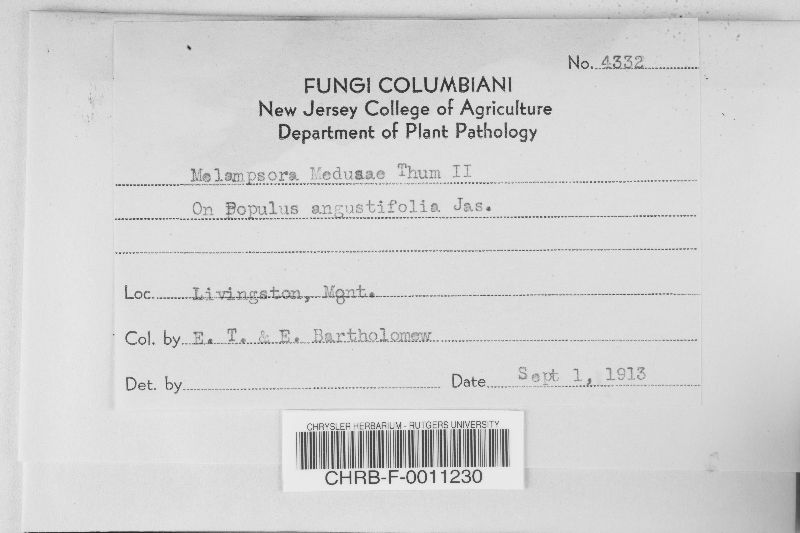 No. 4332
FUNGI COLUMBIANI
New Jersey College of Agriculture
Department of Plant Pathology
Melampsora Medusae Thum II
On Populus angustifolia Jas.
Loc. Livingston, Mont.
Col. by E. T. & E. Bartholomew
Det. by
Date Sept 1, 1913
CHRYSLER HERBARIUM - RUTGERS UNIVERSITY
CHRB-F-0011230